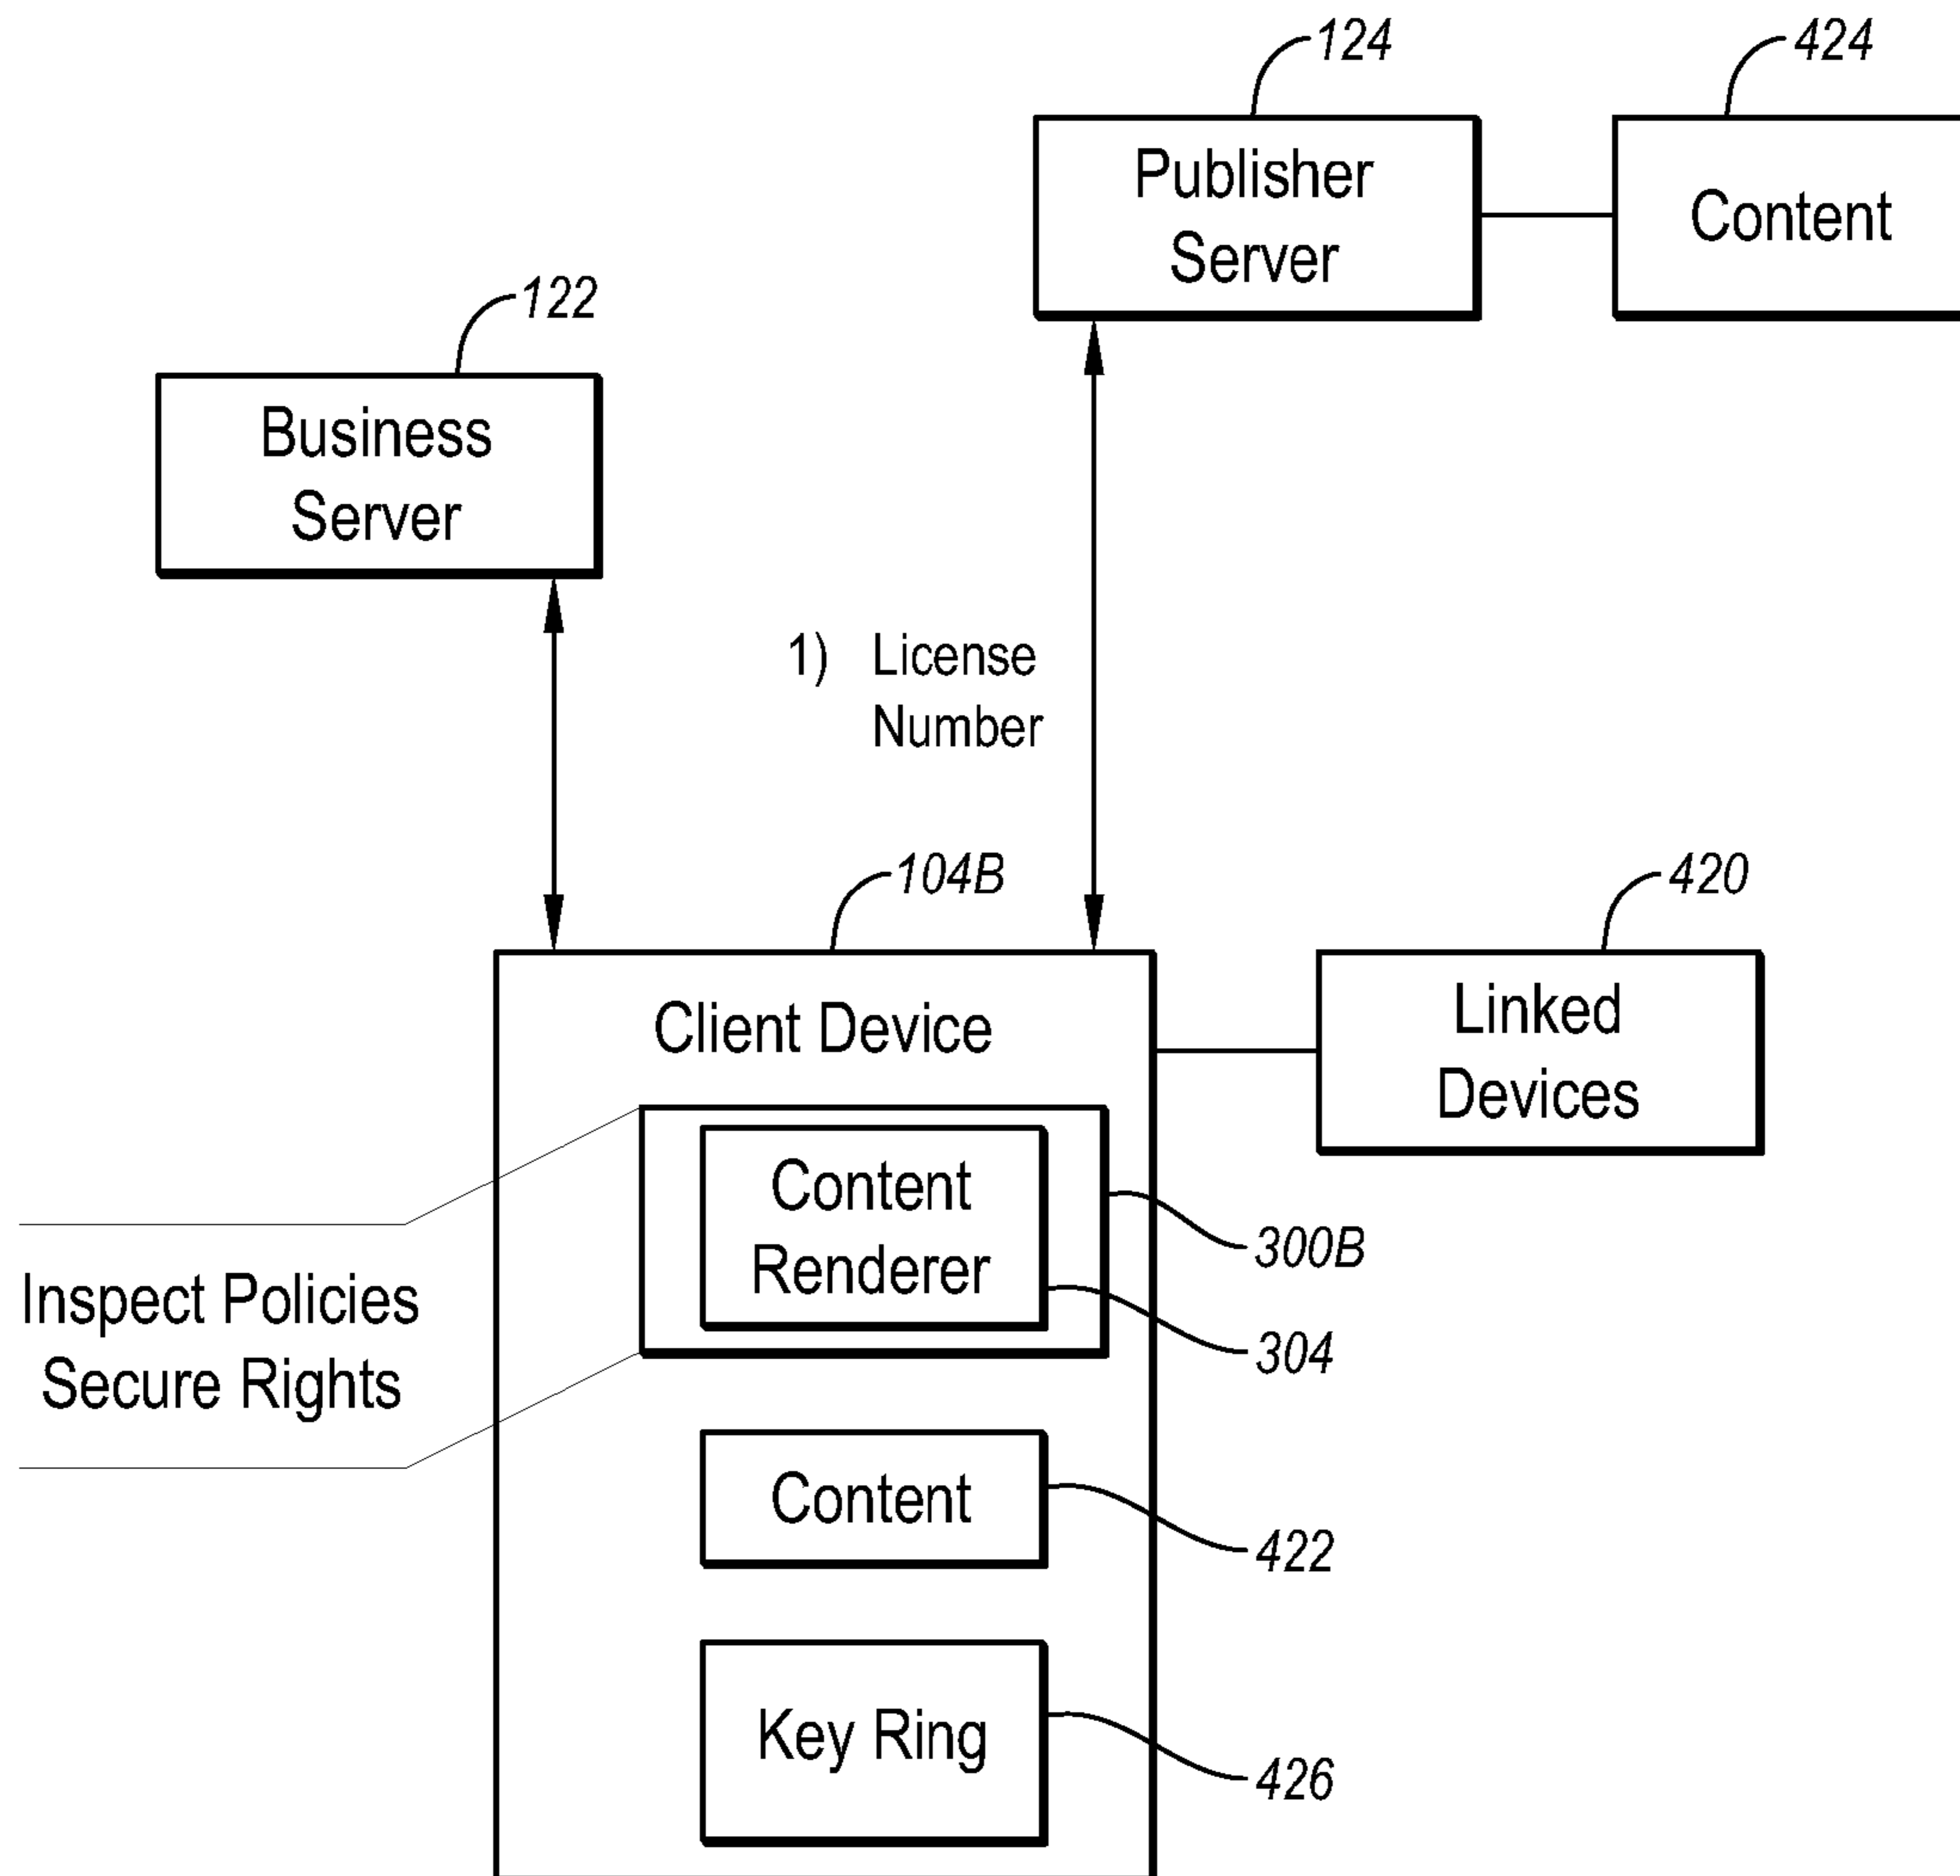 124
424
Publisher
Server
Content
122
Business
Server
1) License
Number
104B
420
Client Device
Linked
Devices
Content
Renderer
300B
304
Inspect Policies
Secure Rights
Content
422
Key Ring
426